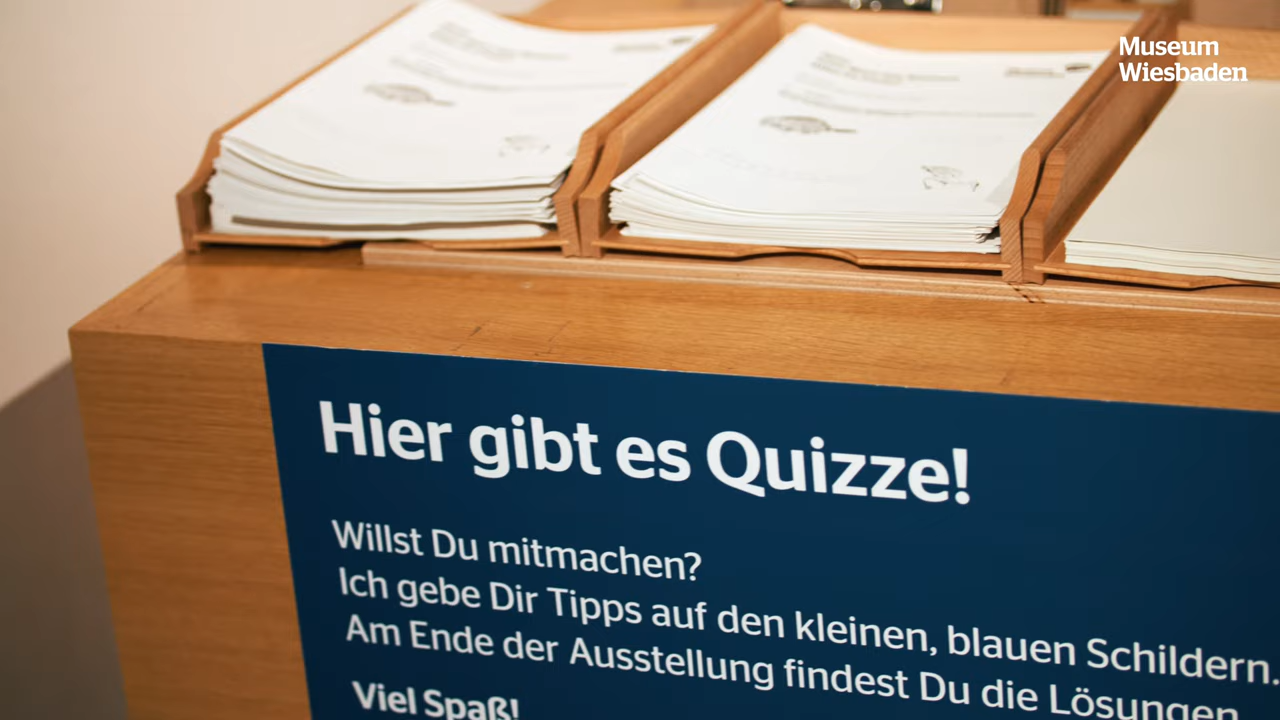 Museum
Wiesbaden
Hier gibt es Quizze!
Willst Du mitmachen?
Ich gebe Dir Tipps auf den kleinen, blauen Schildern.
Am Ende der Ausstellung findest Du die Lösungen
Viel Spaß!